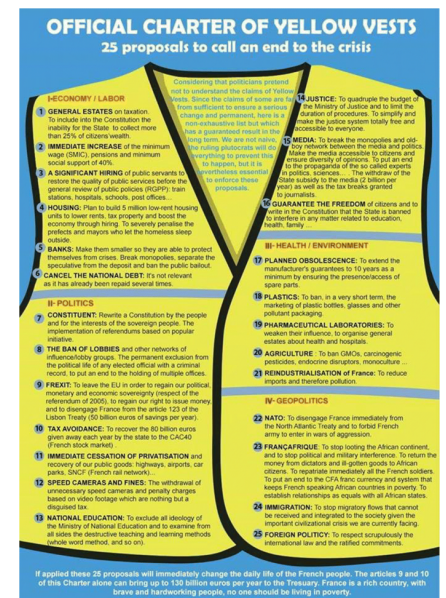 OFFICIAL CHARTER OF YELLOW VESTS
25 proposals to call an end to the crisis
Considering that politicians pretend
not to understand the claims of Yellow
Vests. Since the claims of some are far
from sufficient to ensure a serious
change and permanent, here is a
non-exhaustive list but which
has a guaranteed result in the
long term. We are not naive,
the ruling plutocrats will do
everything to prevent this
to happen, but it is
nevertheless essential
to enforce these
proposals.
I-ECONOMY / LABOR
1 GENERAL ESTATES on taxation.
To include into the Constitution the
inability for the State to collect more
than 25% of citizens'wealth.
2 IMMEDIATE INCREASE of the minimum
wage (SMIC), pensions and minimum
social support of 40%.
3 A SIGNIFICANT HIRING of public servants to
restore the quality of public services before the
general review of public policies (RGPP): train
stations, hospitals, schools, post offices...
4 HOUSING: Plan to build 5 million low-rent housing
units to lower rents, tax property and boost the
economy through hiring. To severely penalise the
prefects and mayors who let the homeless sleep
outside.
5 BANKS: Make them smaller so they are able to protect
themselves from crises. Break monopolies, separate the
speculative from the deposit and ban the public bailout.
6 CANCEL THE NATIONAL DEBT: It's not relevant
as it has already been repaid several times.
II- POLITICS
7 CONSTITUENT: Rewrite a Constitution by the people
and for the interests of the sovereign people. The
implementation of referendums based on popular
initiative.
8 THE BAN OF LOBBIES and other networks of
influence/lobby groups. The permanent exclusion from
the political life of any elected official with a criminal
record, to put an end to the holding of multiple offices.
9 FREXIT: To leave the EU in order to regain our political,
monetary and economic sovereignty (respect of the
referendum of 2005), to regain our right to issue money,
and to disengage France from the article 123 of the
Lisbon Treaty (50 billion euros of savings per year).
10 TAX AVOIDANCE: To recover the 80 billion euros
given away each year by the state to the CAC40
(French stock market) .
11 IMMEDIATE CESSATION OF PRIVATISATION and
recovery of our public goods: highways, airports, car
parks, SNCF (French rail network)...
12 SPEED CAMERAS AND FINES: The withdrawal of
unnecessary speed cameras and penalty charges
based on video footage which are nothing but a
disguised tax
13 NATIONAL EDUCATION: To exclude all ideology of
the Ministry of National Education and to examine from
all sides the destructive teaching and learning methods
(whole word method, and so on).
14 JUSTICE: To quadruple the budget of
the Ministry of Justice and to limit the
duration of procedures. To simplify and
make the justice system totally free and
accessible to everyone.
15 MEDIA: To break the monopolies and old-
boy network between the media and politics.
Make the media accessible to citizens and
ensure diversity of opinions. To put an end
to the propaganda of the so called experts
in politics, sciences... . The withdraw of the
State subsidy to the media (2 billion per
year) as well as the tax breaks granted
to journalists.
16 GUARANTEE THE FREEDOM of citizens and to
write in the Constitution that the State is banned
to interfere in any matter related to education,
health, family ...
III- HEALTH / ENVIRONMENT
17 PLANNED OBSOLESCENCE: To extend the
manufacturer's guarantees to 10 years as a
minimum by ensuring the presence/access of
spare parts.
18 PLASTICS: To ban, in a very short term, the
marketing of plastic bottles, glasses and other
pollutant packaging.
19 PHARMACEUTICAL LABORATORIES: To
weaken their influence, to organise general
estates about health and hospitals.
20 AGRICULTURE : To ban GMOs, carcinogenic
pesticides, endocrine disruptors, monoculture ...
21 REINDUSTRIALISATION of France: To reduce
imports and therefore pollution.
IV- GEOPOLITICS
22 NATO: To disengage France immediately from
the North Atlantic Treaty and to forbid French
army to enter in wars of aggression.
23 FRANÇAFRIQUE: To stop looting the African continent,
and to stop political and military interference. To return the
money from dictators and ill-gotten goods to African
citizens. To repatriate immediately all the French soldiers.
To put an end to the CFA franc currency and system that
keeps French speaking African countries in poverty. To
establish relationships as equals with all African states.
24 IMMIGRATION: To stop migratory flows that cannot
be received and integrated to the society given the
important civilizational crisis we are currently facing.
25 FOREIGN POLITICY: To respect scrupulously the
international law and the ratified commitments.
If applied these 25 proposals will immediately change the daily life of the French people. The articles 9 and 10
of this Charter alone can bring up to 130 billion euros per year to the Tresuary. France is a rich country, with
brave and hardworking people, no one should be living in poverty.